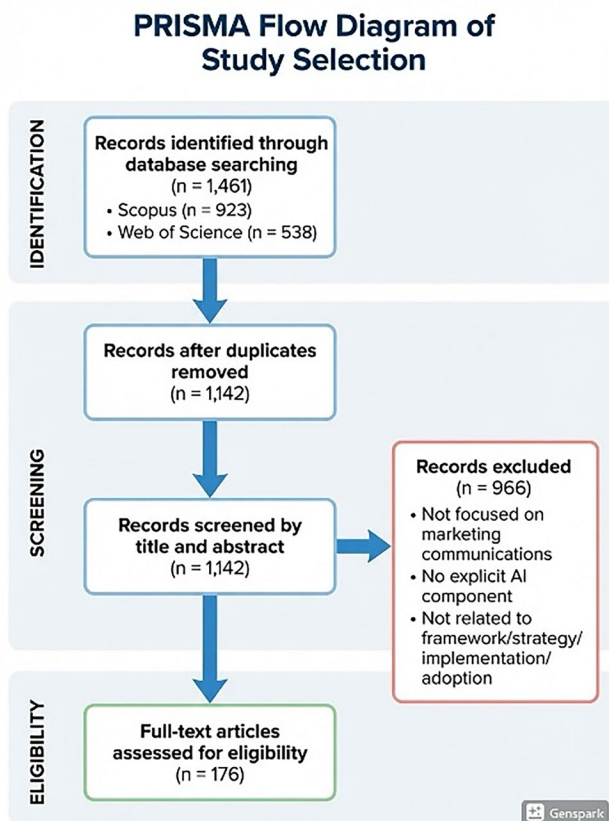 PRISMA Flow Diagram of
Study Selection
IDENTIFICATION
Records identified through
database searching
(n = 1,461)
• Scopus (n = 923)
• Web of Science (n = 538)
SCREENING
Records after duplicates
removed
(n = 1,142)
Records screened by
title and abstract
(n = 1,142)
Records excluded
(n = 966)
• Not focused on
marketing
communications
• No explicit AI
component
• Not related to
framework/strategy/
implementation/
adoption
ELIGIBILITY
Full-text articles
assessed for eligibility
(n = 176)
Genspark